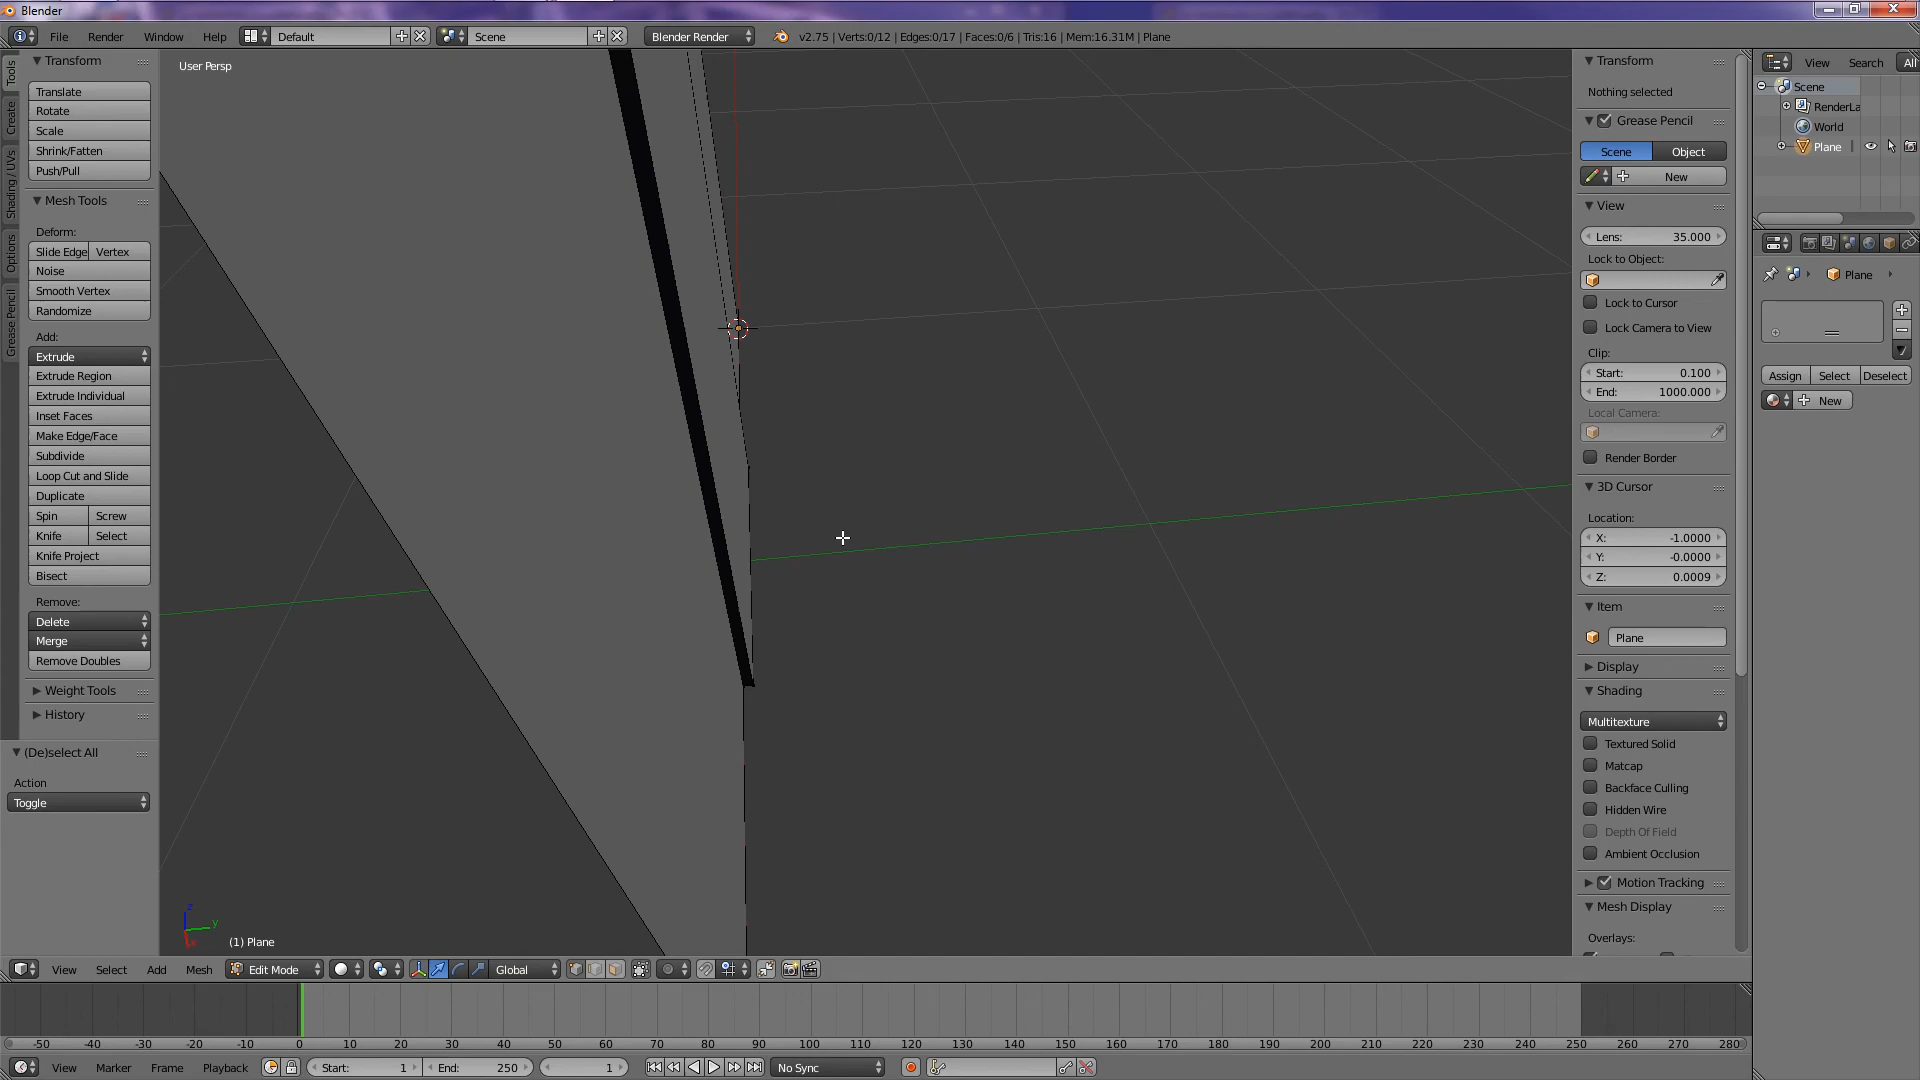 Blender
File Render Window Help Default Scene Blender Render v2.75 | Verts:0/12 | Edges:0/17 | Faces:0/6 | Tris:16 | Mem:16.31M | Plane
Tools
Create
Shading / UVs
Options
Grease Pencil
Transform
Translate
Rotate
Scale
Shrink/Fatten
Push/Pull
Mesh Tools
Deform:
Slide Edge Vertex
Noise
Smooth Vertex
Randomize
Add:
Extrude
Extrude Region
Extrude Individual
Inset Faces
Make Edge/Face
Subdivide
Loop Cut and Slide
Duplicate
Spin Screw
Knife Select
Knife Project
Bisect
Remove:
Delete
Merge
Remove Doubles
Weight Tools
History
(De)select All
Action
Toggle
User Persp
z
y
x
(1) Plane
Transform
Nothing selected
Grease Pencil
Scene Object
New
View
Lens: 35.000
Lock to Object:
Lock to Cursor
Lock Camera to View
Clip:
Start: 0.100
End: 1000.000
Local Camera:
Render Border
3D Cursor
Location:
X: -1.0000
Y: -0.0000
Z: 0.0009
Item
Plane
Display
Shading
Multitexture
Textured Solid
Matcap
Backface Culling
Hidden Wire
Depth Of Field
Ambient Occlusion
Motion Tracking
Mesh Display
Overlays:
View Search All
Scene
RenderLa
World
Plane
Plane
Assign Select Deselect
New
View Select Add Mesh Edit Mode Global
-50 -40 -30 -20 -10 0 10 20 30 40 50 60 70 80 90 100 110 120 130 140 150 160 170 180 190 200 210 220 230 240 250 260 270 280
View Marker Frame Playback Start: 1 End: 250 1 No Sync